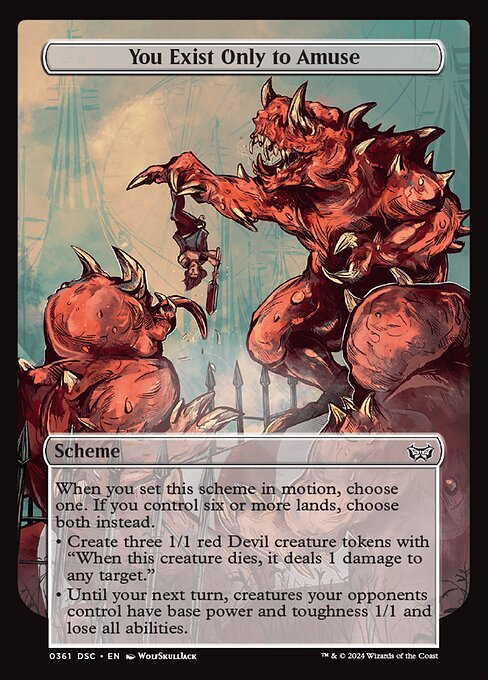 You Exist Only to Amuse
Scheme
When you set this scheme in motion, choose
one. If you control six or more lands, choose
both instead.
• Create three 1/1 red Devil creature tokens with
“When this creature dies, it deals 1 damage to
any target.”
• Until your next turn, creatures your opponents
control have base power and toughness 1/1 and
lose all abilities.
0361 DSC • EN WolfSkullJack
™ & © 2024 Wizards of the Coast